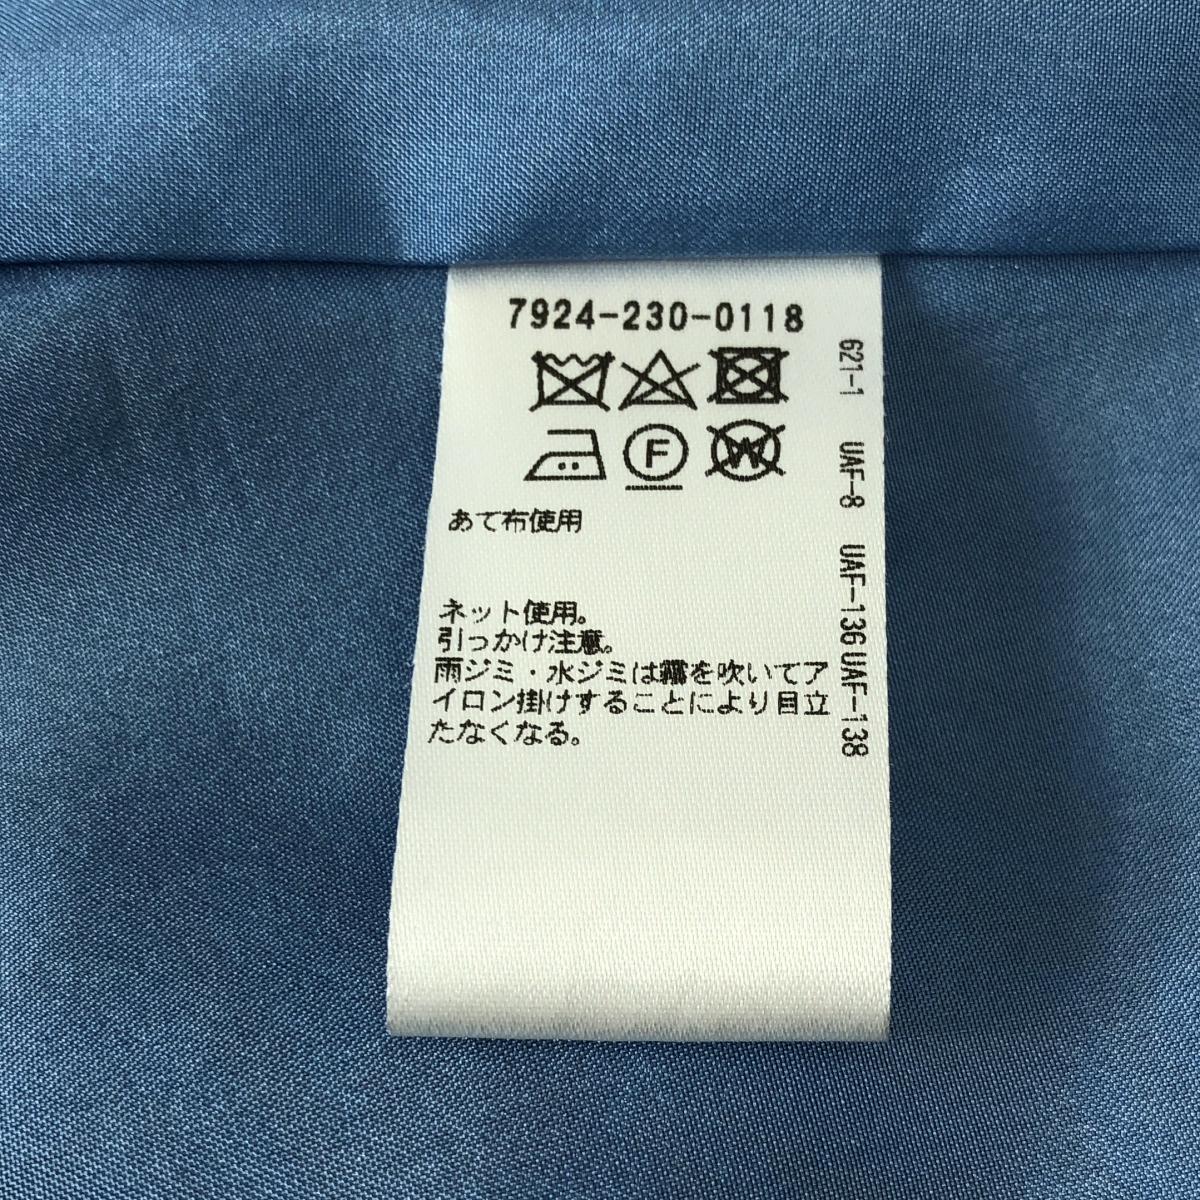 7924-230-0118
F
W
あて布使用
ネット使用。
引っかけ注意。
雨ジミ・水ジミは霧を吹いてア
イロン掛けすることにより目立
たなくなる。
621-1 UAF-8 UAF-136 UAF-138